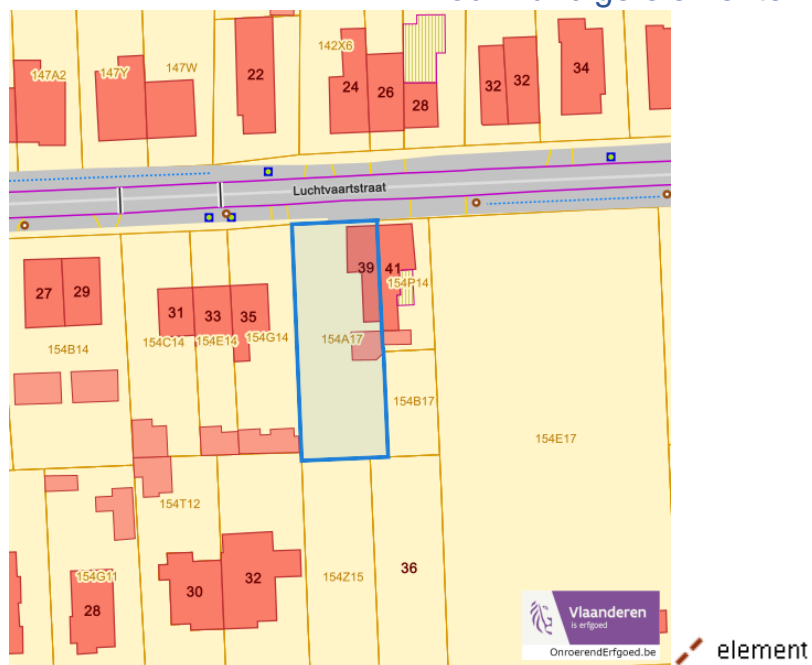 142X6
147A2
147Y
147W
22
24
26
28
32
32
34
Luchtvaartstraat
27
29
31
33
35
39
41
154P14
154B14
154C14
154E14
154G14
154A17
154B17
154E17
154T12
154G11
28
30
32
154Z15
36
Vlaanderen
is erfgoed
OnroerendErfgoed.be
element